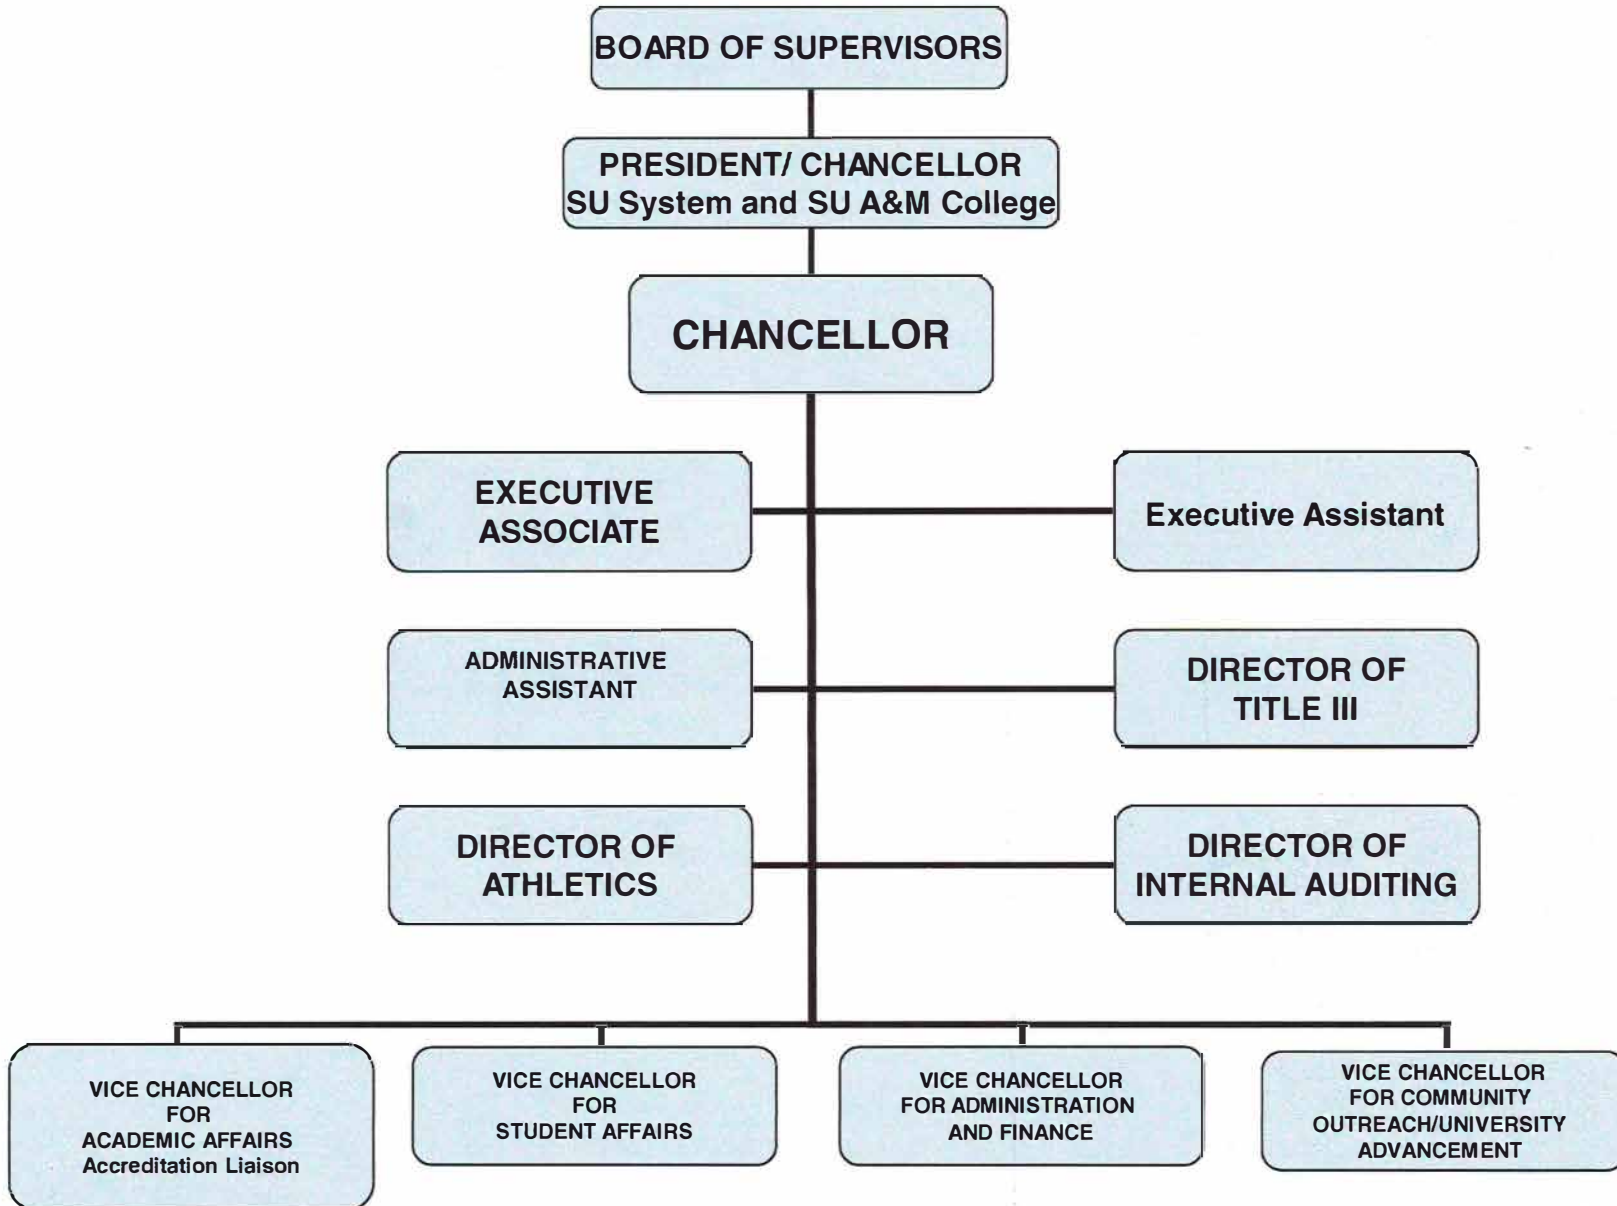 BOARD OF SUPERVISORS
PRESIDENT/ CHANCELLOR
SU System and SU A&M College
CHANCELLOR
EXECUTIVE
ASSOCIATE
Executive Assistant
ADMINISTRATIVE
ASSISTANT
DIRECTOR OF
TITLE III
DIRECTOR OF
ATHLETICS
DIRECTOR OF
INTERNAL AUDITING
VICE CHANCELLOR
FOR
ACADEMIC AFFAIRS
Accreditation Liaison
VICE CHANCELLOR
FOR
STUDENT AFFAIRS
VICE CHANCELLOR
FOR ADMINISTRATION
AND FINANCE
VICE CHANCELLOR
FOR COMMUNITY
OUTREACH/UNIVERSITY
ADVANCEMENT